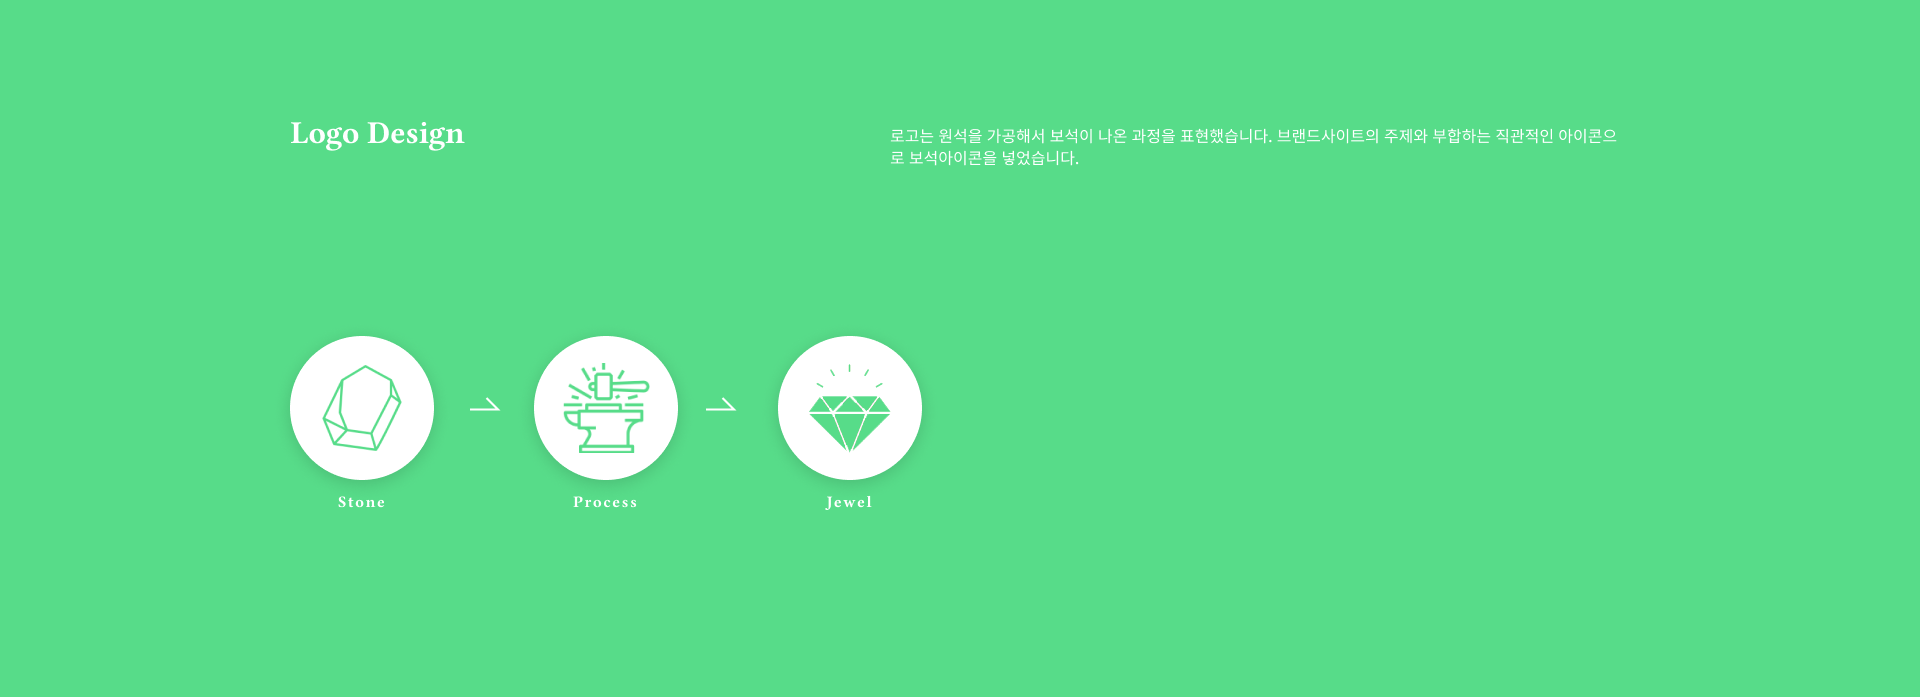 Logo Design
로고는 원석을 가공해서 보석이 나온 과정을 표현했습니다. 브랜드사이트의 주제와 부합하는 직관적인 아이콘으
로 보석아이콘을 넣었습니다.
Stone
Process
Jewel